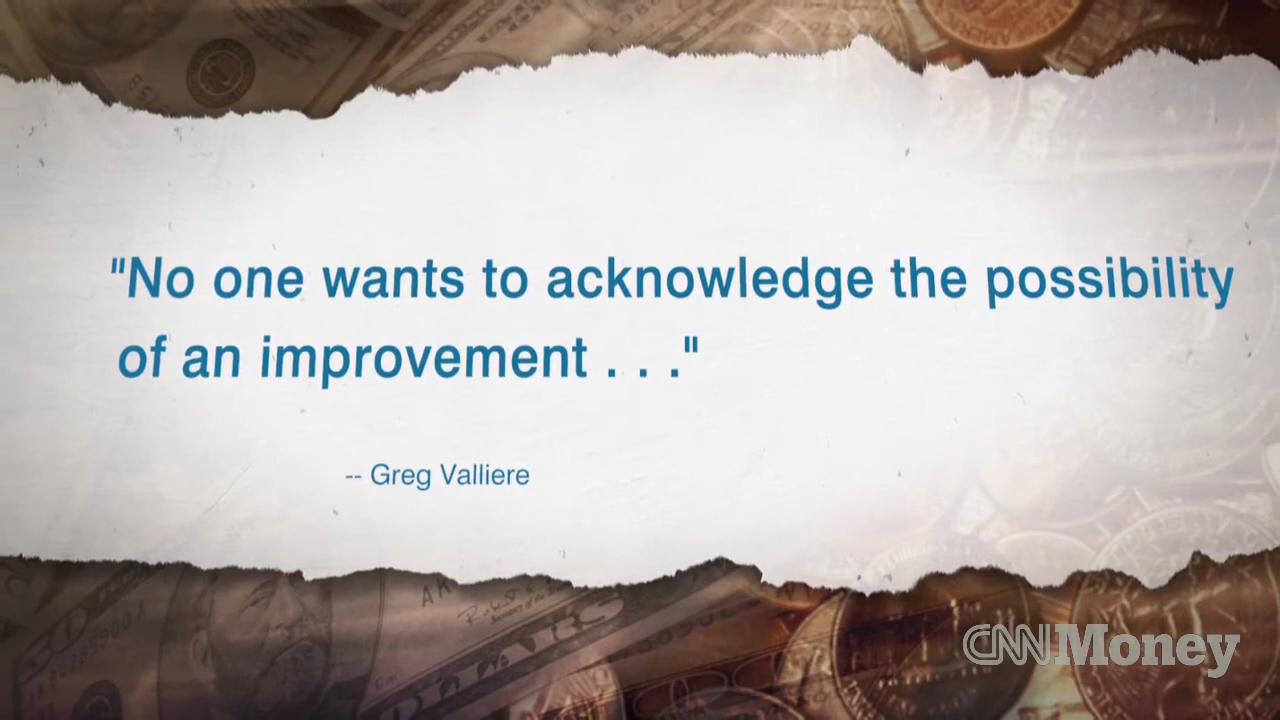 "No one wants to acknowledge the possibility
of an improvement . . ."
-- Greg Valliere
CNNMoney